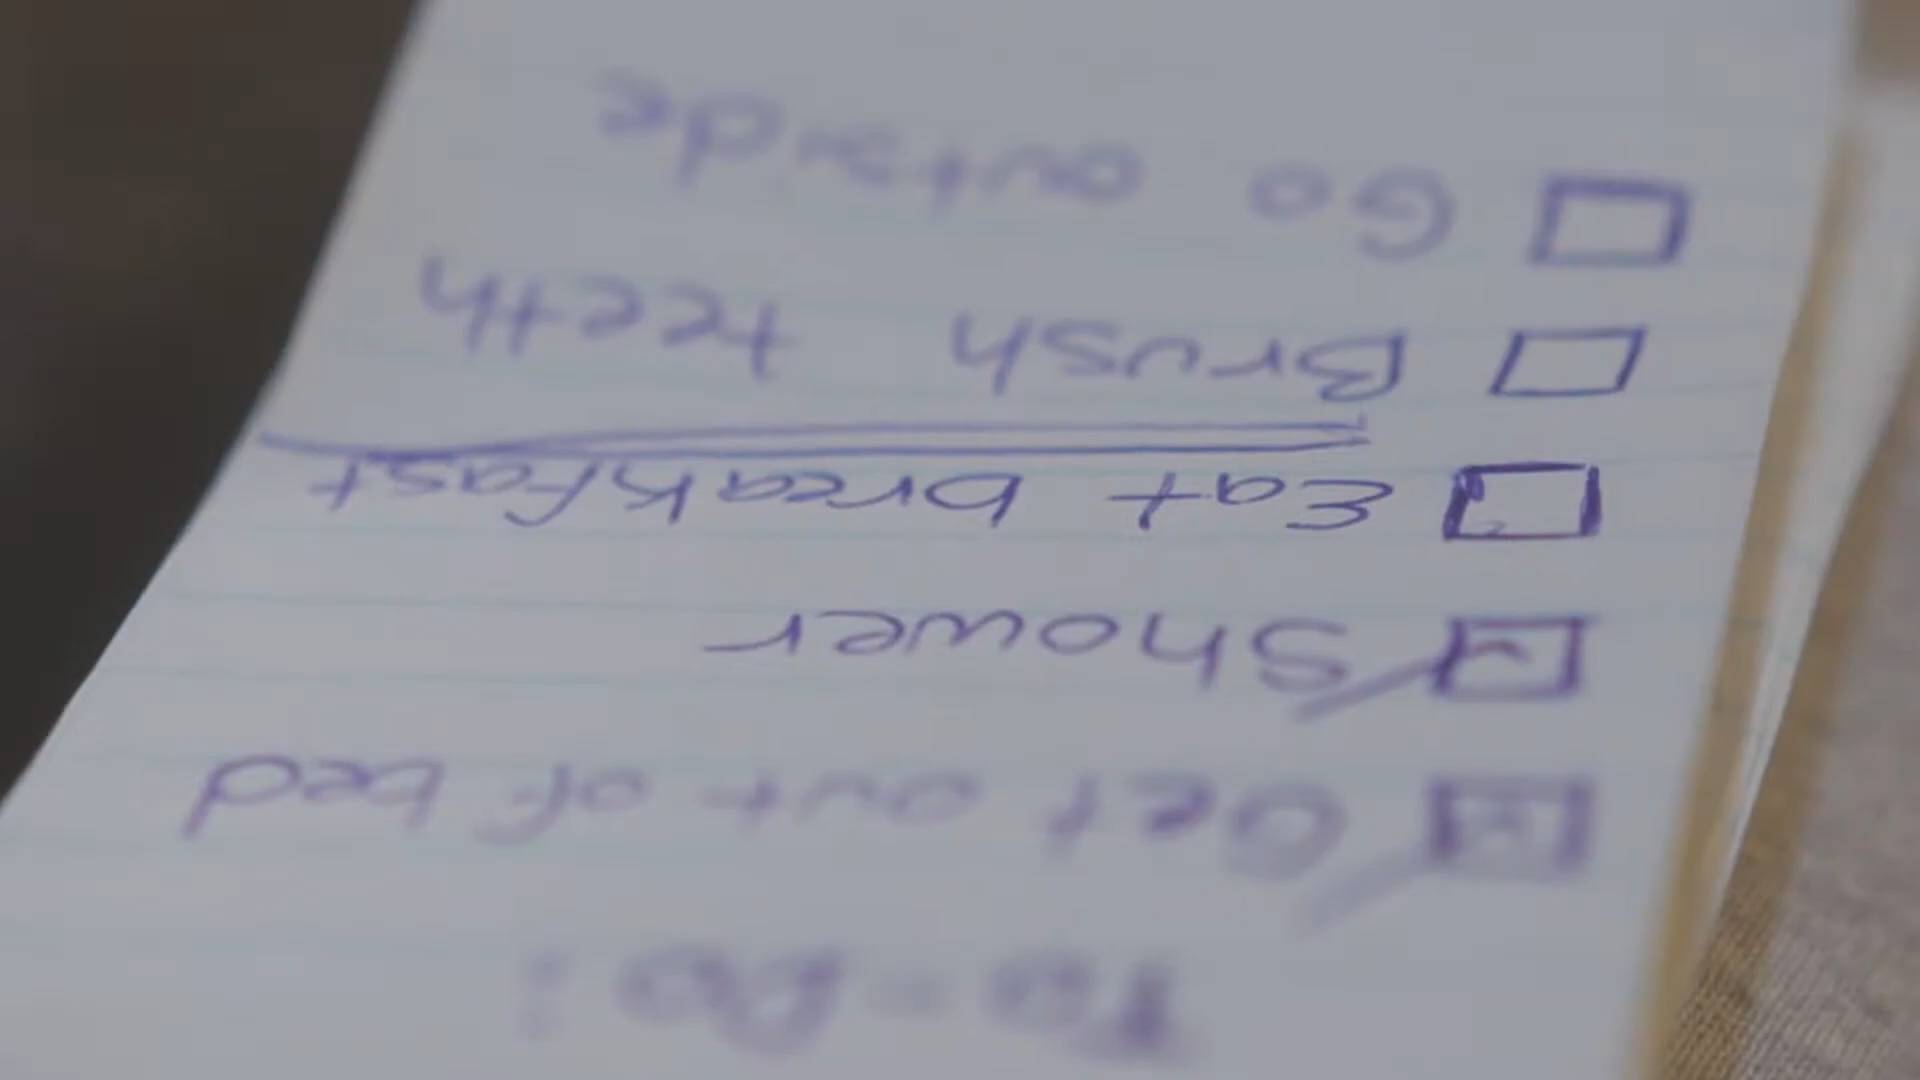 To-Do:
Get out of bed
Shower
Eat breakfast
Brush teeth
Go outside